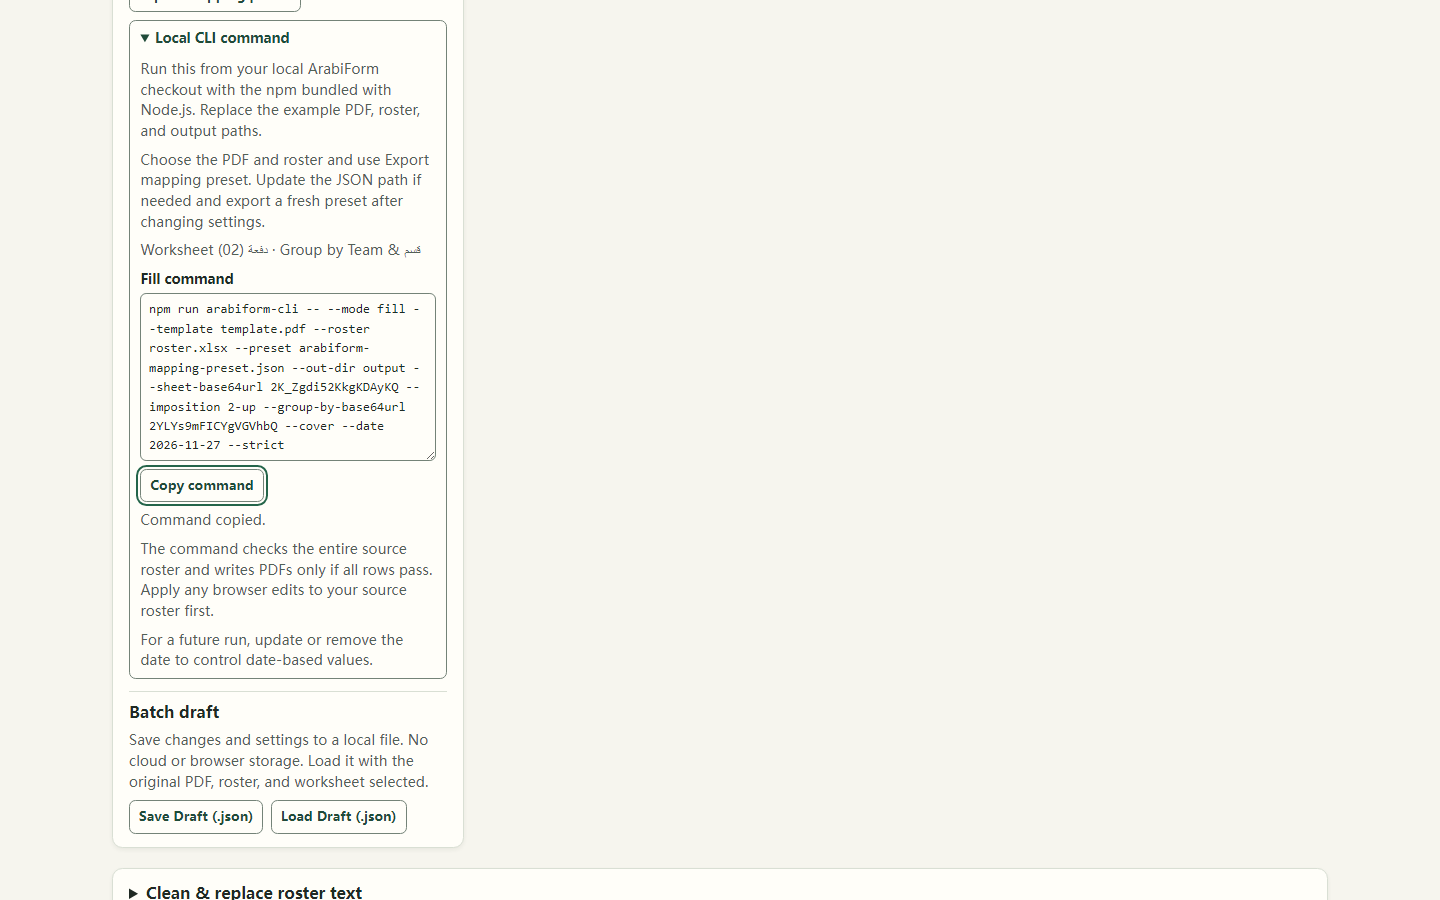 Local CLI command
Run this from your local ArabiForm
checkout with the npm bundled with
Node.js. Replace the example PDF, roster,
and output paths.
Choose the PDF and roster and use Export
mapping preset. Update the JSON path if
needed and export a fresh preset after
changing settings.
Worksheet (02) دفعة · Group by Team & قسم
Fill command
npm run arabiform-cli -- --mode fill -
-template template.pdf --roster
roster.xlsx --preset arabiform-
mapping-preset.json --out-dir output -
-sheet-base64url 2K_Zgdi52KkgKDAyKQ --
imposition 2-up --group-by-base64url
2YLYs9mFICYgVGVhbQ --cover --date
2026-11-27 --strict
Copy command
Command copied.
The command checks the entire source
roster and writes PDFs only if all rows pass.
Apply any browser edits to your source
roster first.
For a future run, update or remove the
date to control date-based values.
Batch draft
Save changes and settings to a local file. No
cloud or browser storage. Load it with the
original PDF, roster, and worksheet selected.
Save Draft (.json) Load Draft (.json)
Clean & replace roster text